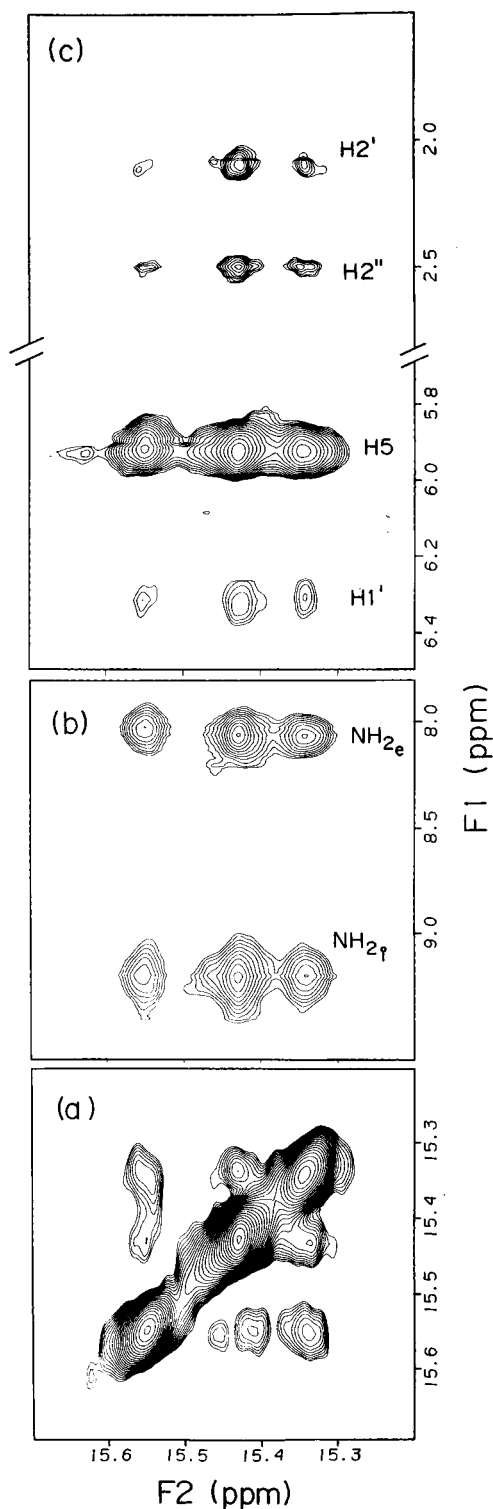 (c)
H2'
2.0
H2"
2.5
5.8
H5
6.0
6.2
H1'
6.4
(b)
8.0
NH2e
8.5
F1 (ppm)
9.0
NH2i
(a)
15.3
15.4
15.5
15.6
15.6 15.5 15.4 15.3
F2 (ppm)